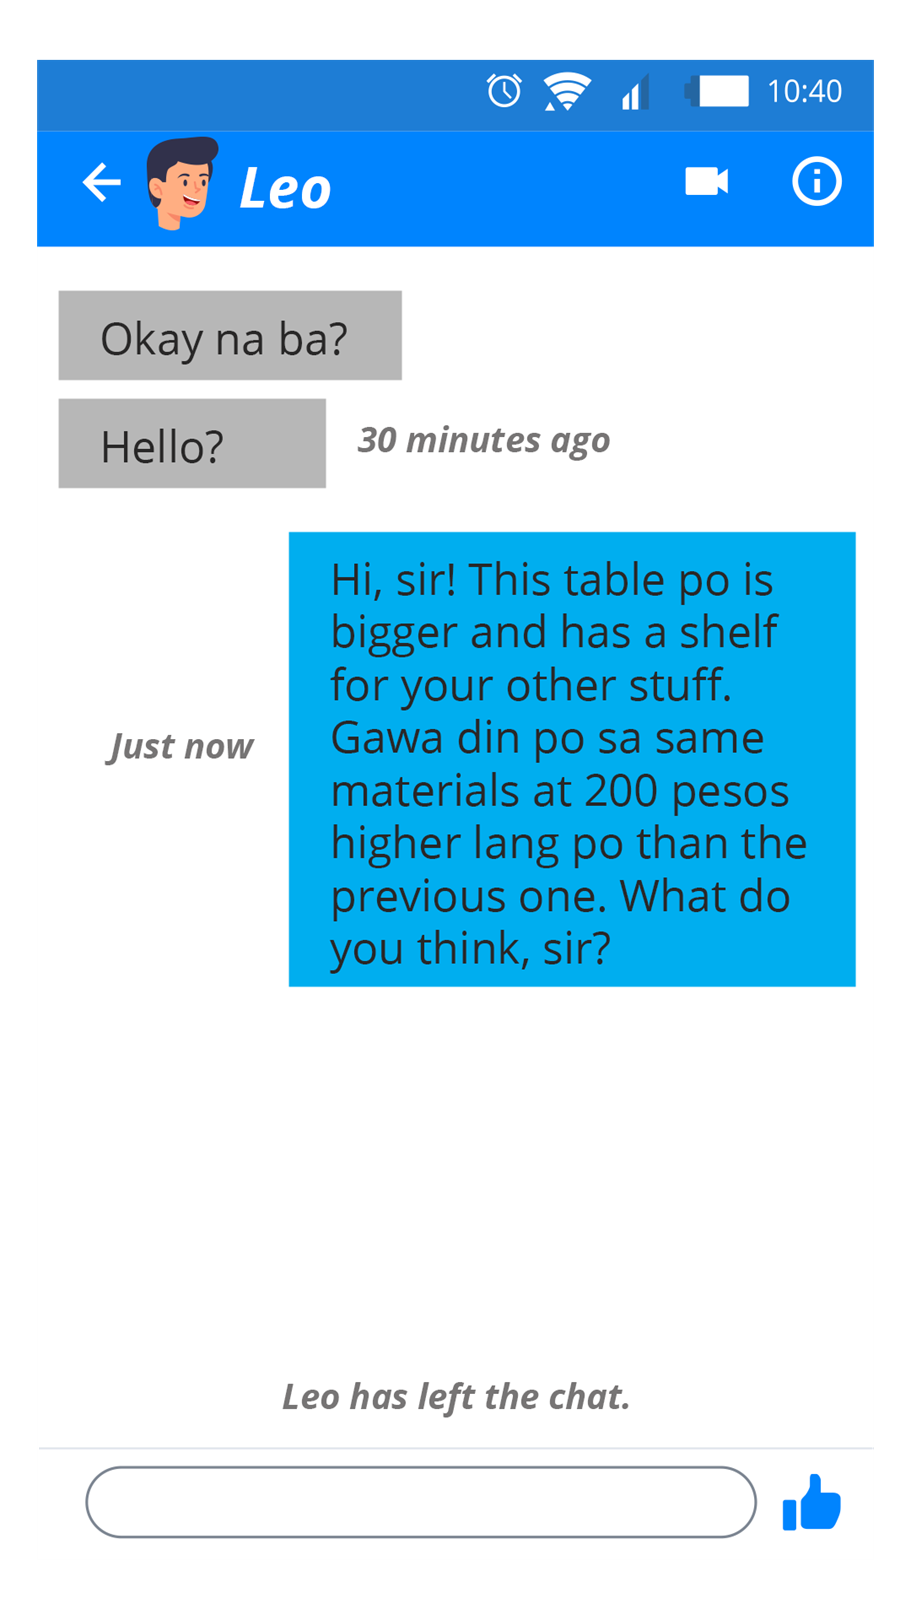 10:40
Leo
Okay na ba?
Hello?
30 minutes ago
Hi, sir! This table po is
bigger and has a shelf
for your other stuff.
Gawa din po sa same
materials at 200 pesos
higher lang po than the
previous one. What do
you think, sir?
Just now
Leo has left the chat.